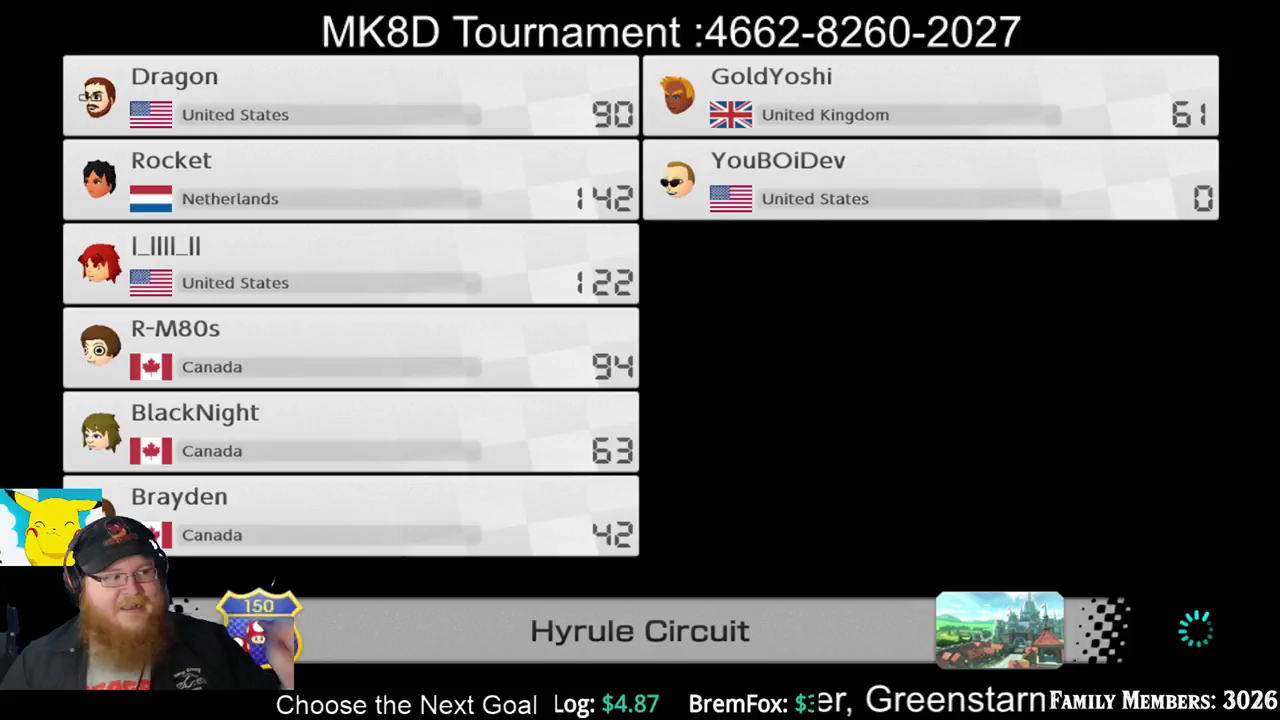 MK8D Tournament :4662-8260-2027
Dragon
United States
90
Rocket
Netherlands
142
I_IIII_II
United States
122
R-M80s
Canada
94
BlackNight
Canada
63
Brayden
Canada
42
GoldYoshi
United Kingdom
61
YouBOiDev
United States
0
150
Hyrule Circuit
Choose the Next Goal Log: $4.87 BremFox: $ er, Greenstarn FAMILY MEMBERS: 3026